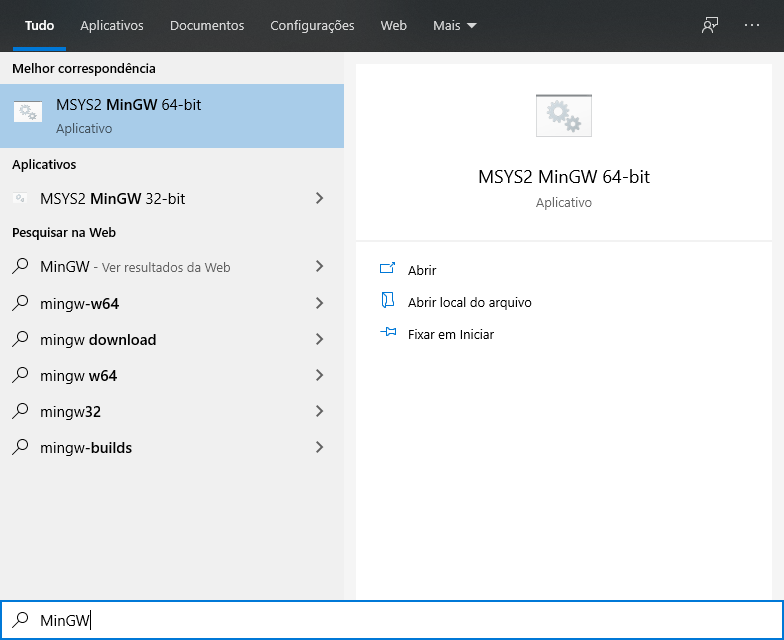 Tudo Aplicativos Documentos Configurações Web Mais
Melhor correspondência
MSYS2 MinGW 64-bit
Aplicativo
Aplicativos
MSYS2 MinGW 32-bit
Pesquisar na Web
MinGW - Ver resultados da Web
mingw-w64
mingw download
mingw w64
mingw32
mingw-builds
MSYS2 MinGW 64-bit
Aplicativo
Abrir
Abrir local do arquivo
Fixar em Iniciar
MinGW